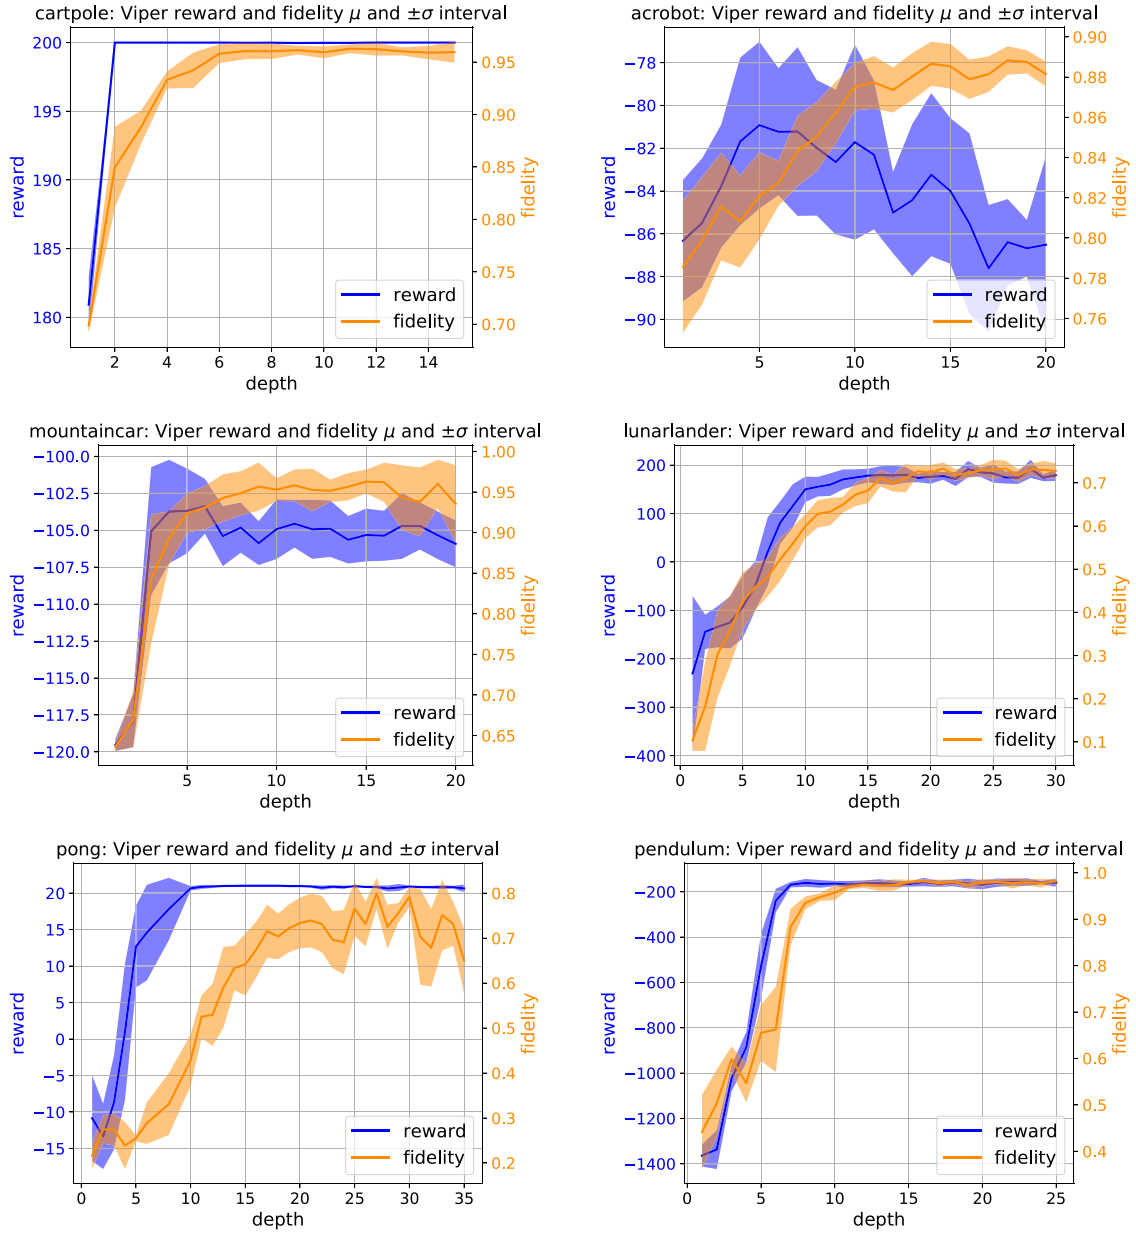 cartpole: Viper reward and fidelity μ and ±σ interval
200
195
190
185
180
reward
0.95
0.90
0.85
0.80
0.75
0.70
fidelity
2 4 6 8 10 12 14
depth
reward
fidelity
acrobot: Viper reward and fidelity μ and ±σ interval
−78
−80
−82
−84
−86
−88
−90
reward
0.90
0.88
0.86
0.84
0.82
0.80
0.78
0.76
fidelity
5 10 15 20
depth
reward
fidelity
mountaincar: Viper reward and fidelity μ and ±σ interval
−100.0
−102.5
−105.0
−107.5
−110.0
−112.5
−115.0
−117.5
−120.0
reward
1.00
0.95
0.90
0.85
0.80
0.75
0.70
0.65
fidelity
5 10 15 20
depth
reward
fidelity
lunarlander: Viper reward and fidelity μ and ±σ interval
200
100
0
−100
−200
−300
−400
reward
0.7
0.6
0.5
0.4
0.3
0.2
0.1
fidelity
0 5 10 15 20 25 30
depth
reward
fidelity
pong: Viper reward and fidelity μ and ±σ interval
20
15
10
5
0
−5
−10
−15
reward
0.8
0.7
0.6
0.5
0.4
0.3
0.2
fidelity
0 5 10 15 20 25 30 35
depth
reward
fidelity
pendulum: Viper reward and fidelity μ and ±σ interval
−200
−400
−600
−800
−1000
−1200
−1400
reward
1.0
0.9
0.8
0.7
0.6
0.5
0.4
fidelity
0 5 10 15 20 25
depth
reward
fidelity